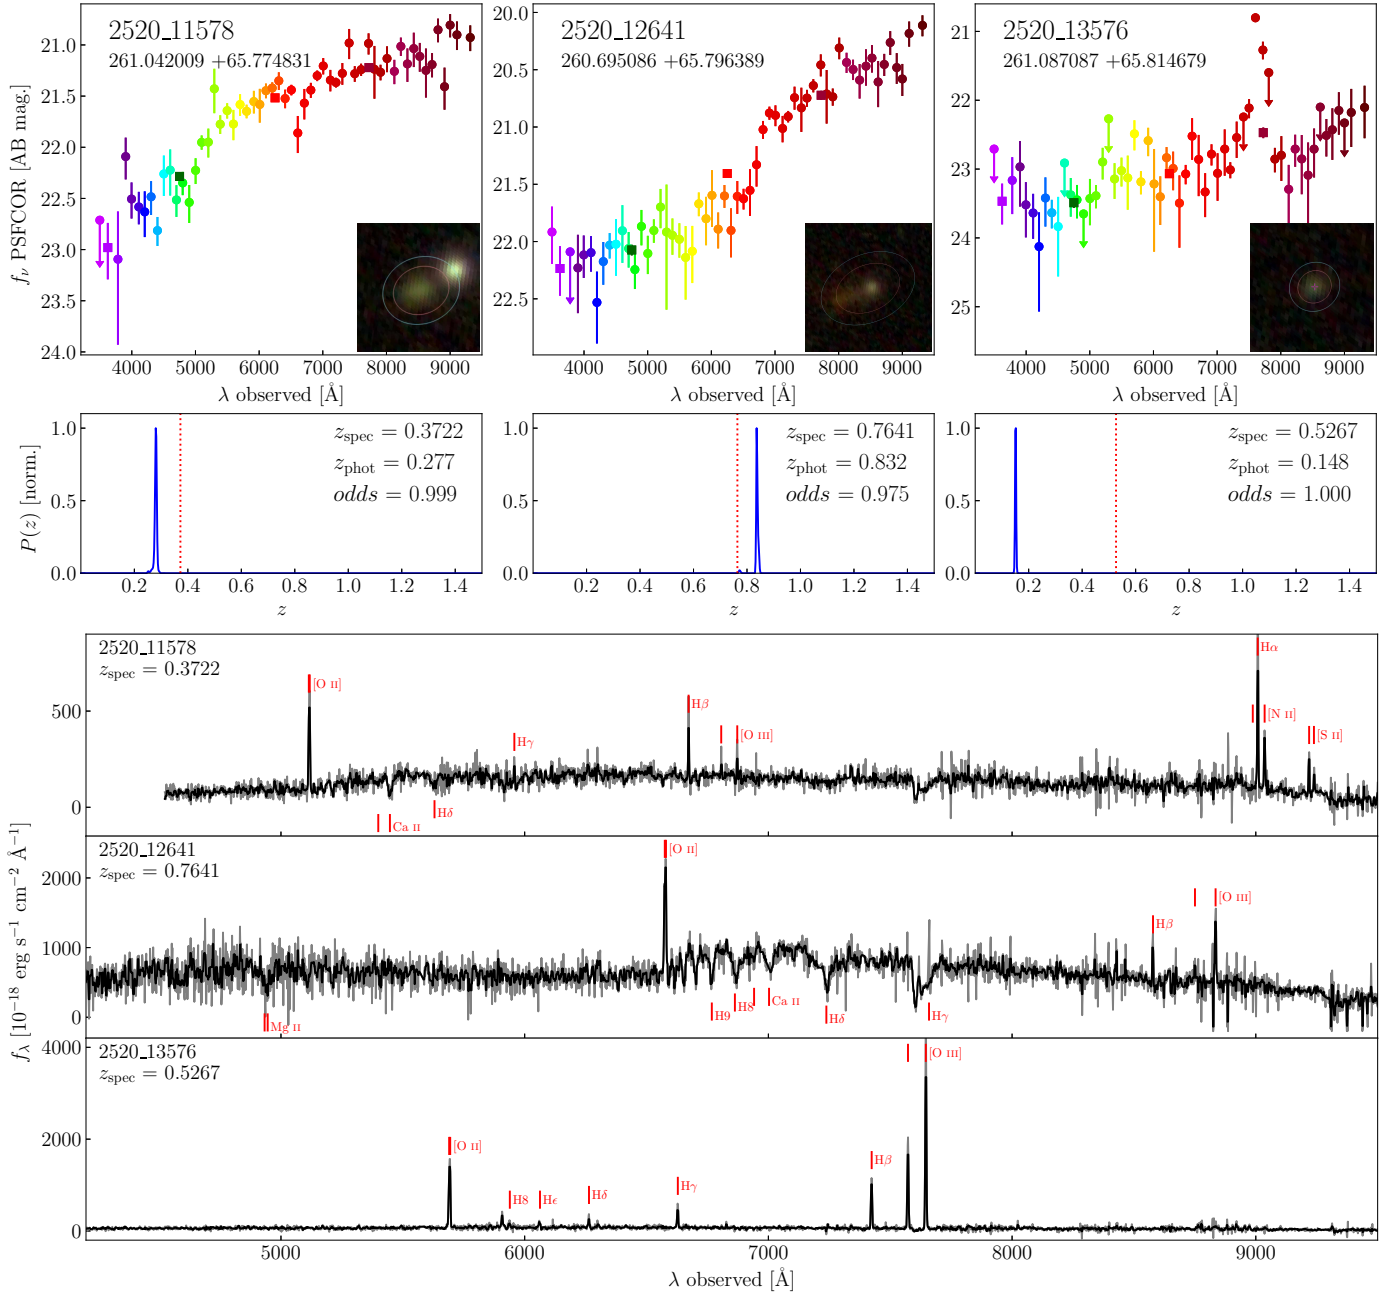 2520_11578
261.042009 +65.774831
21.0
21.5
22.0
22.5
23.0
23.5
24.0
f_ν PSFCOR [AB mag.]
4000 5000 6000 7000 8000 9000
λ observed [Å]
2520_12641
260.695086 +65.796389
20.0
20.5
21.0
21.5
22.0
22.5
4000 5000 6000 7000 8000 9000
λ observed [Å]
2520_13576
261.087087 +65.814679
21
22
23
24
25
4000 5000 6000 7000 8000 9000
λ observed [Å]
P(z) [norm.]
1.0
0.5
0.0
z_spec = 0.3722
z_phot = 0.277
odds = 0.999
0.2 0.4 0.6 0.8 1.0 1.2 1.4
z
1.0
0.5
0.0
z_spec = 0.7641
z_phot = 0.832
odds = 0.975
0.2 0.4 0.6 0.8 1.0 1.2 1.4
z
1.0
0.5
0.0
z_spec = 0.5267
z_phot = 0.148
odds = 1.000
0.2 0.4 0.6 0.8 1.0 1.2 1.4
z
f_λ [10⁻¹⁸ erg s⁻¹ cm⁻² Å⁻¹]
2520_11578
z_spec = 0.3722
500
0
[O II]
Ca II
Hδ
Hγ
Hβ
[O III]
Hα
[N II]
[S II]
2520_12641
z_spec = 0.7641
2000
1000
0
Mg II
[O II]
H9
H8
Ca II
Hδ
Hγ
Hβ
[O III]
2520_13576
z_spec = 0.5267
4000
2000
0
[O II]
H8
Hϵ
Hδ
Hγ
Hβ
[O III]
5000 6000 7000 8000 9000
λ observed [Å]